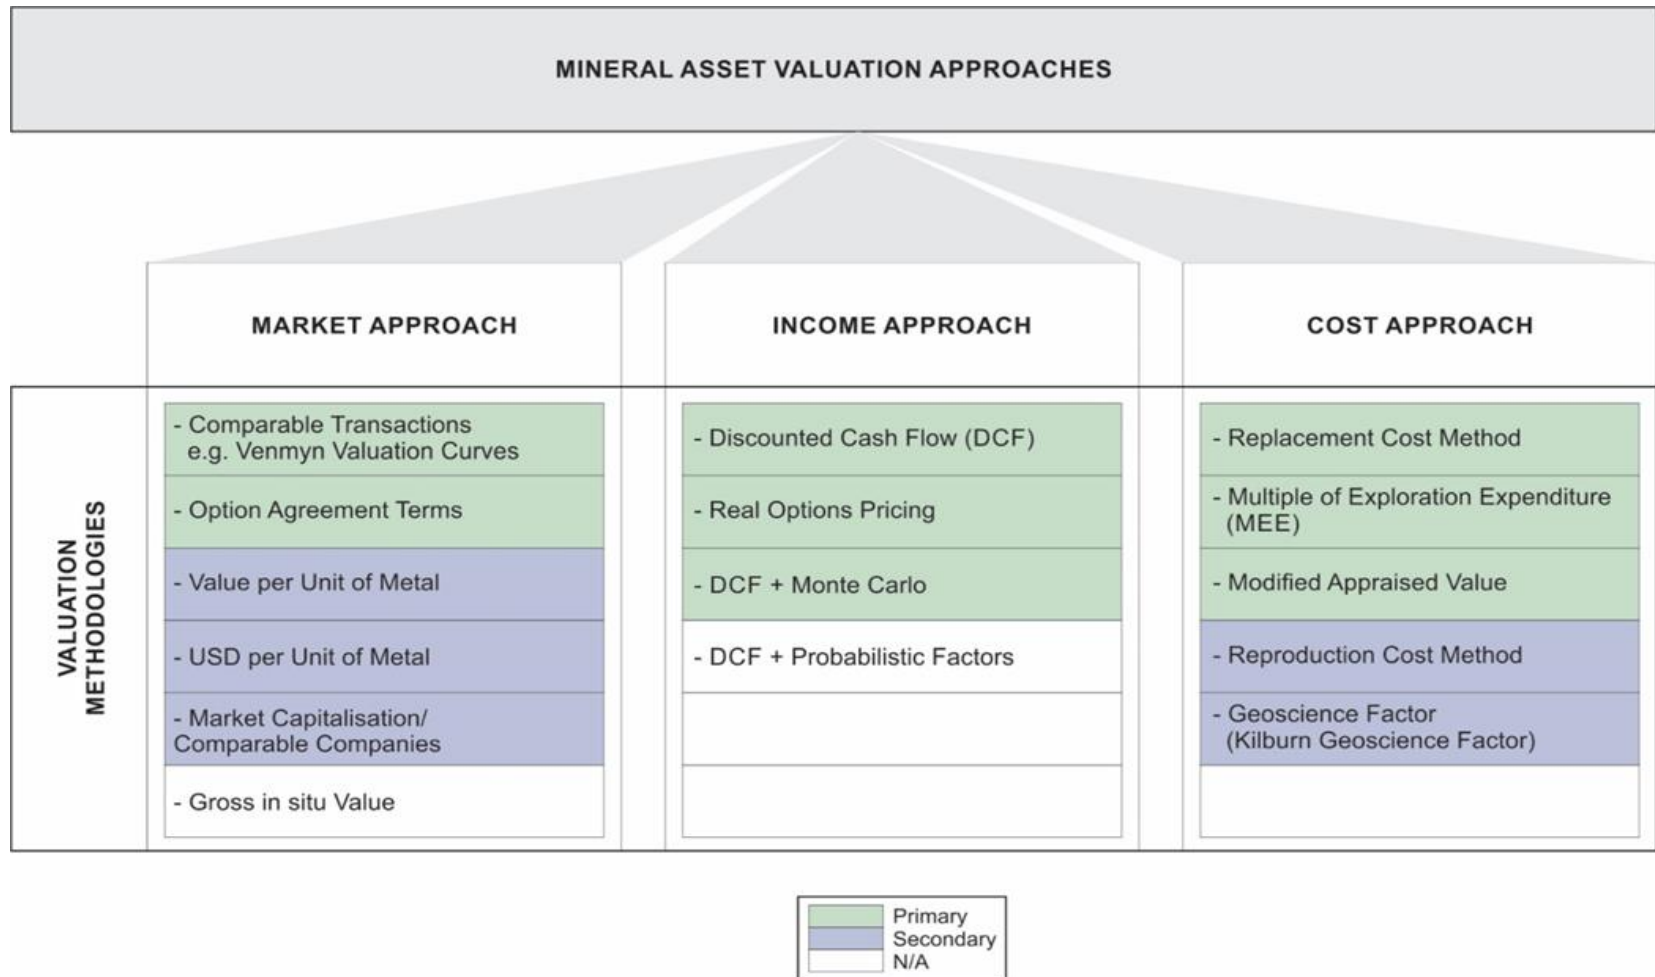 MINERAL ASSET VALUATION APPROACHES
MARKET APPROACH
INCOME APPROACH
COST APPROACH
VALUATION
METHODOLOGIES
- Comparable Transactions
e.g. Venmyn Valuation Curves
- Option Agreement Terms
- Value per Unit of Metal
- USD per Unit of Metal
- Market Capitalisation/
Comparable Companies
- Gross in situ Value
- Discounted Cash Flow (DCF)
- Real Options Pricing
- DCF + Monte Carlo
- DCF + Probabilistic Factors
- Replacement Cost Method
- Multiple of Exploration Expenditure
(MEE)
- Modified Appraised Value
- Reproduction Cost Method
- Geoscience Factor
(Kilburn Geoscience Factor)
Primary
Secondary
N/A